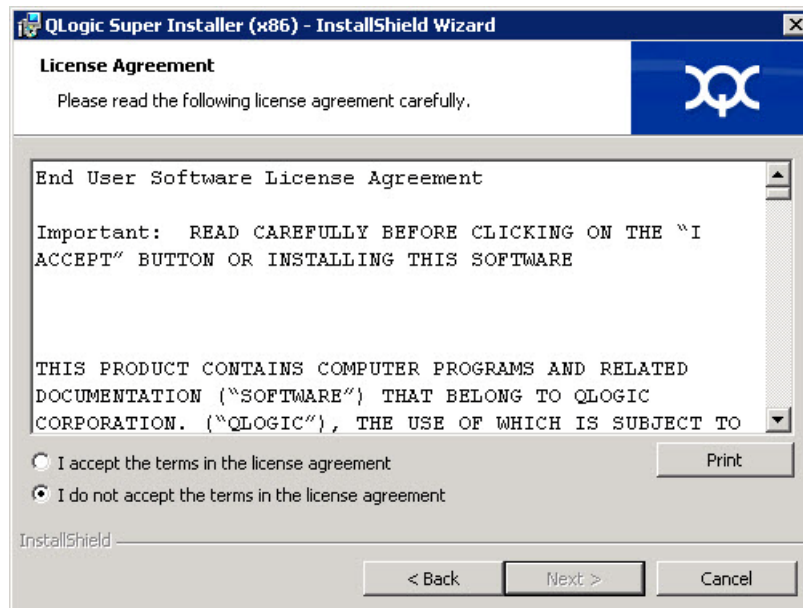 QLogic Super Installer (x86) - InstallShield Wizard
License Agreement
Please read the following license agreement carefully.
End User Software License Agreement
Important:  READ CAREFULLY BEFORE CLICKING ON THE “I
ACCEPT” BUTTON OR INSTALLING THIS SOFTWARE
THIS PRODUCT CONTAINS COMPUTER PROGRAMS AND RELATED
DOCUMENTATION (“SOFTWARE”) THAT BELONG TO QLOGIC
CORPORATION. (“QLOGIC”), THE USE OF WHICH IS SUBJECT TO
I accept the terms in the license agreement
Print
I do not accept the terms in the license agreement
InstallShield
< Back
Next >
Cancel